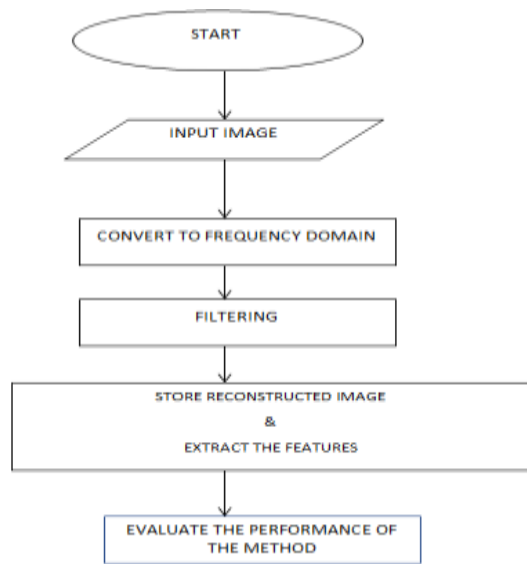 START
INPUT IMAGE
CONVERT TO FREQUENCY DOMAIN
FILTERING
STORE RECONSTRUCTED IMAGE
&
EXTRACT THE FEATURES
EVALUATE THE PERFORMANCE OF
THE METHOD